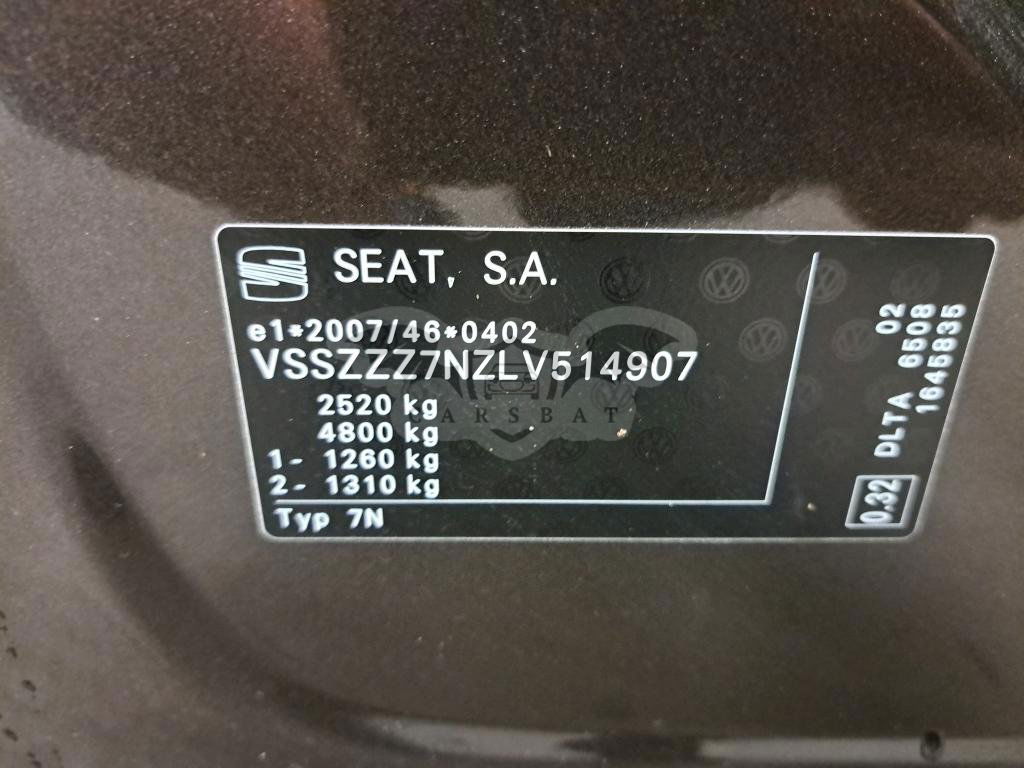 SEAT, S.A.
e1*2007/46*0402
VSSZZZ7NZLV514907
2520 kg
4800 kg
1- 1260 kg
2- 1310 kg
Typ 7N
02
DLTA 6508
1645835
0.32
ARSBAT